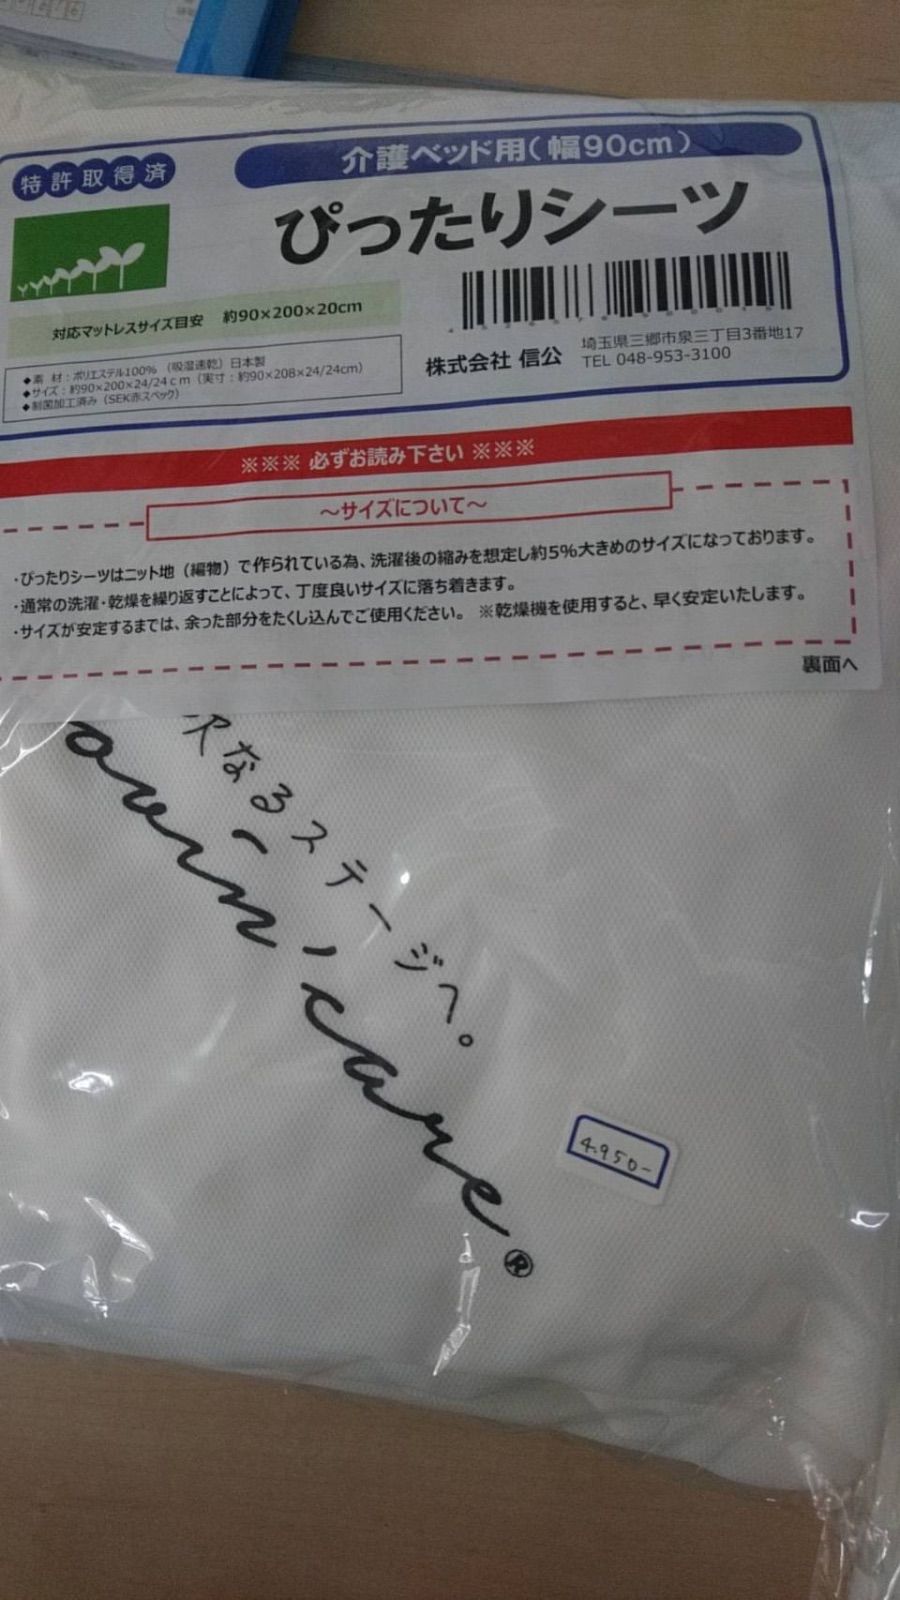 特許取得済
介護ベッド用(幅90cm)
ぴったりシーツ
対応マットレスサイズ目安 約90×200×20cm
◆素 材：ポリエステル100% （吸湿速乾）日本製
◆サイズ：約90×200×24/24cm（実寸：約90×208×24/24cm）
◆制菌加工済み（SEK赤スペック）
株式会社 信公
埼玉県三郷市泉三丁目3番地17
TEL 048-953-3100
※※※ 必ずお読み下さい ※※※
～サイズについて～
・ぴったりシーツはニット地（編物）で作られている為、洗濯後の縮みを想定し約5%大きめのサイズになっております。
・通常の洗濯・乾燥を繰り返すことによって、丁度良いサイズに落ち着きます。
・サイズが安定するまでは、余った部分をたくし込んでご使用ください。 ※乾燥機を使用すると、早く安定いたします。
裏面へ
次なるステージへ。
care®
4.950-